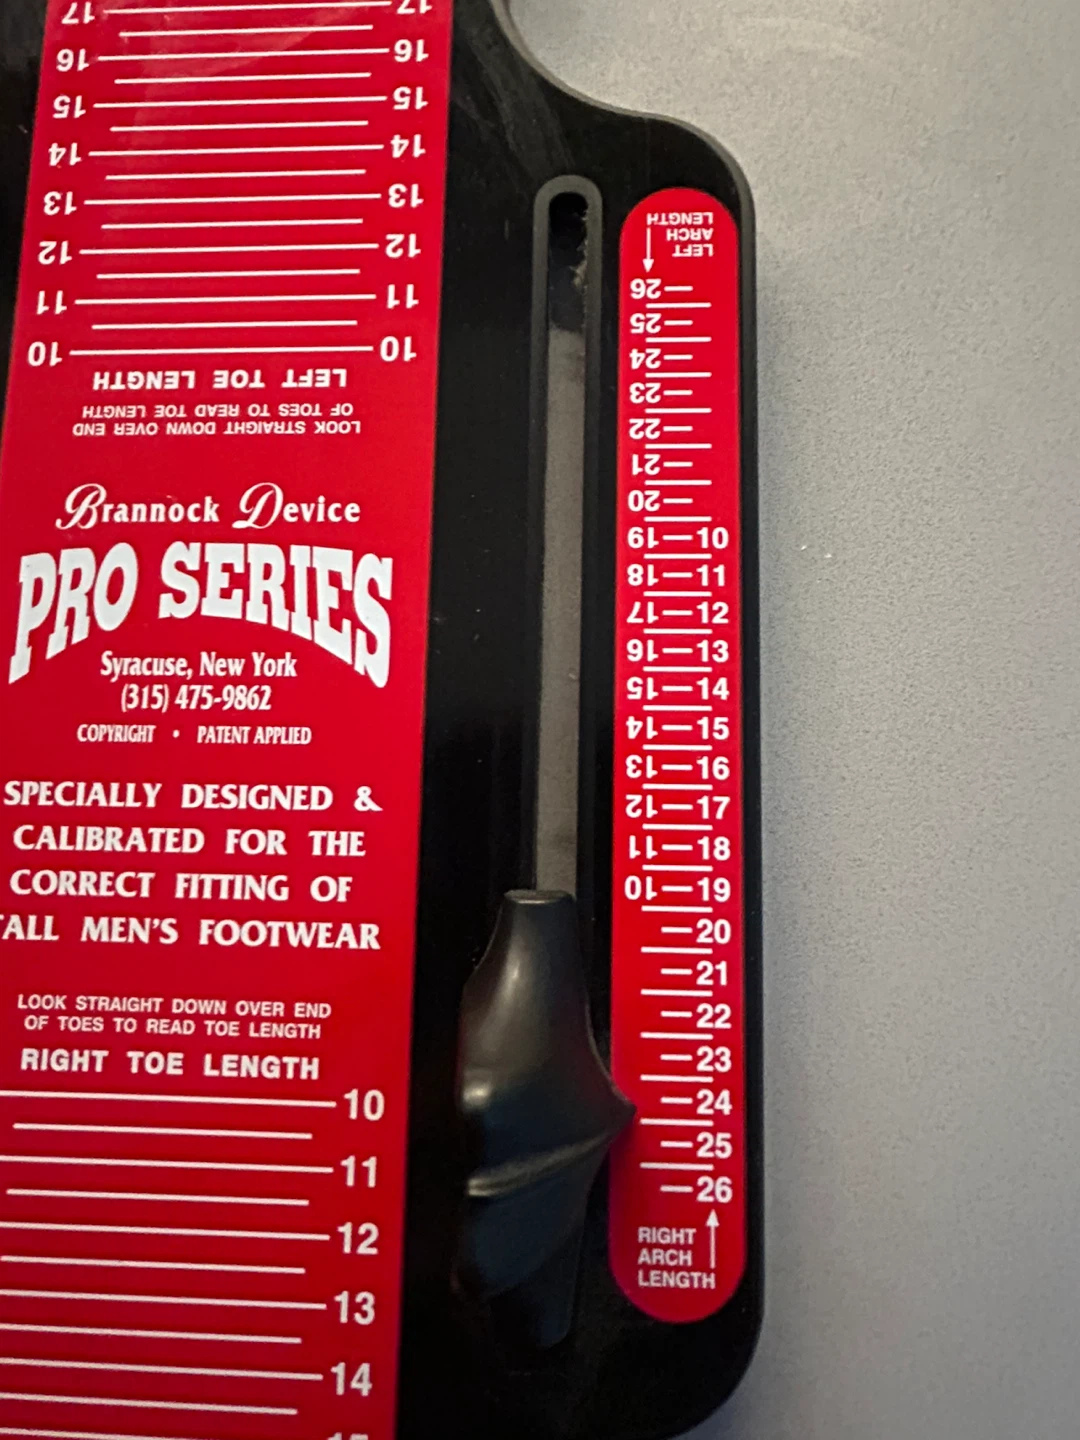 17 17
16 16
15 15
14 14
13 13
12 12
11 11
10 10
LEFT TOE LENGTH
LOOK STRAIGHT DOWN OVER END
OF TOES TO READ TOE LENGTH
Brannock Device
PRO SERIES
Syracuse, New York
(315) 475-9862
COPYRIGHT • PATENT APPLIED
SPECIALLY DESIGNED &
CALIBRATED FOR THE
CORRECT FITTING OF
TALL MEN'S FOOTWEAR
LOOK STRAIGHT DOWN OVER END
OF TOES TO READ TOE LENGTH
RIGHT TOE LENGTH
10
11
12
13
14
15
LEFT
ARCH
LENGTH
26
25
24
23
22
21
20
19 10
18 11
17 12
16 13
15 14
14 15
13 16
12 17
11 18
10 19
20
21
22
23
24
25
26
RIGHT
ARCH
LENGTH